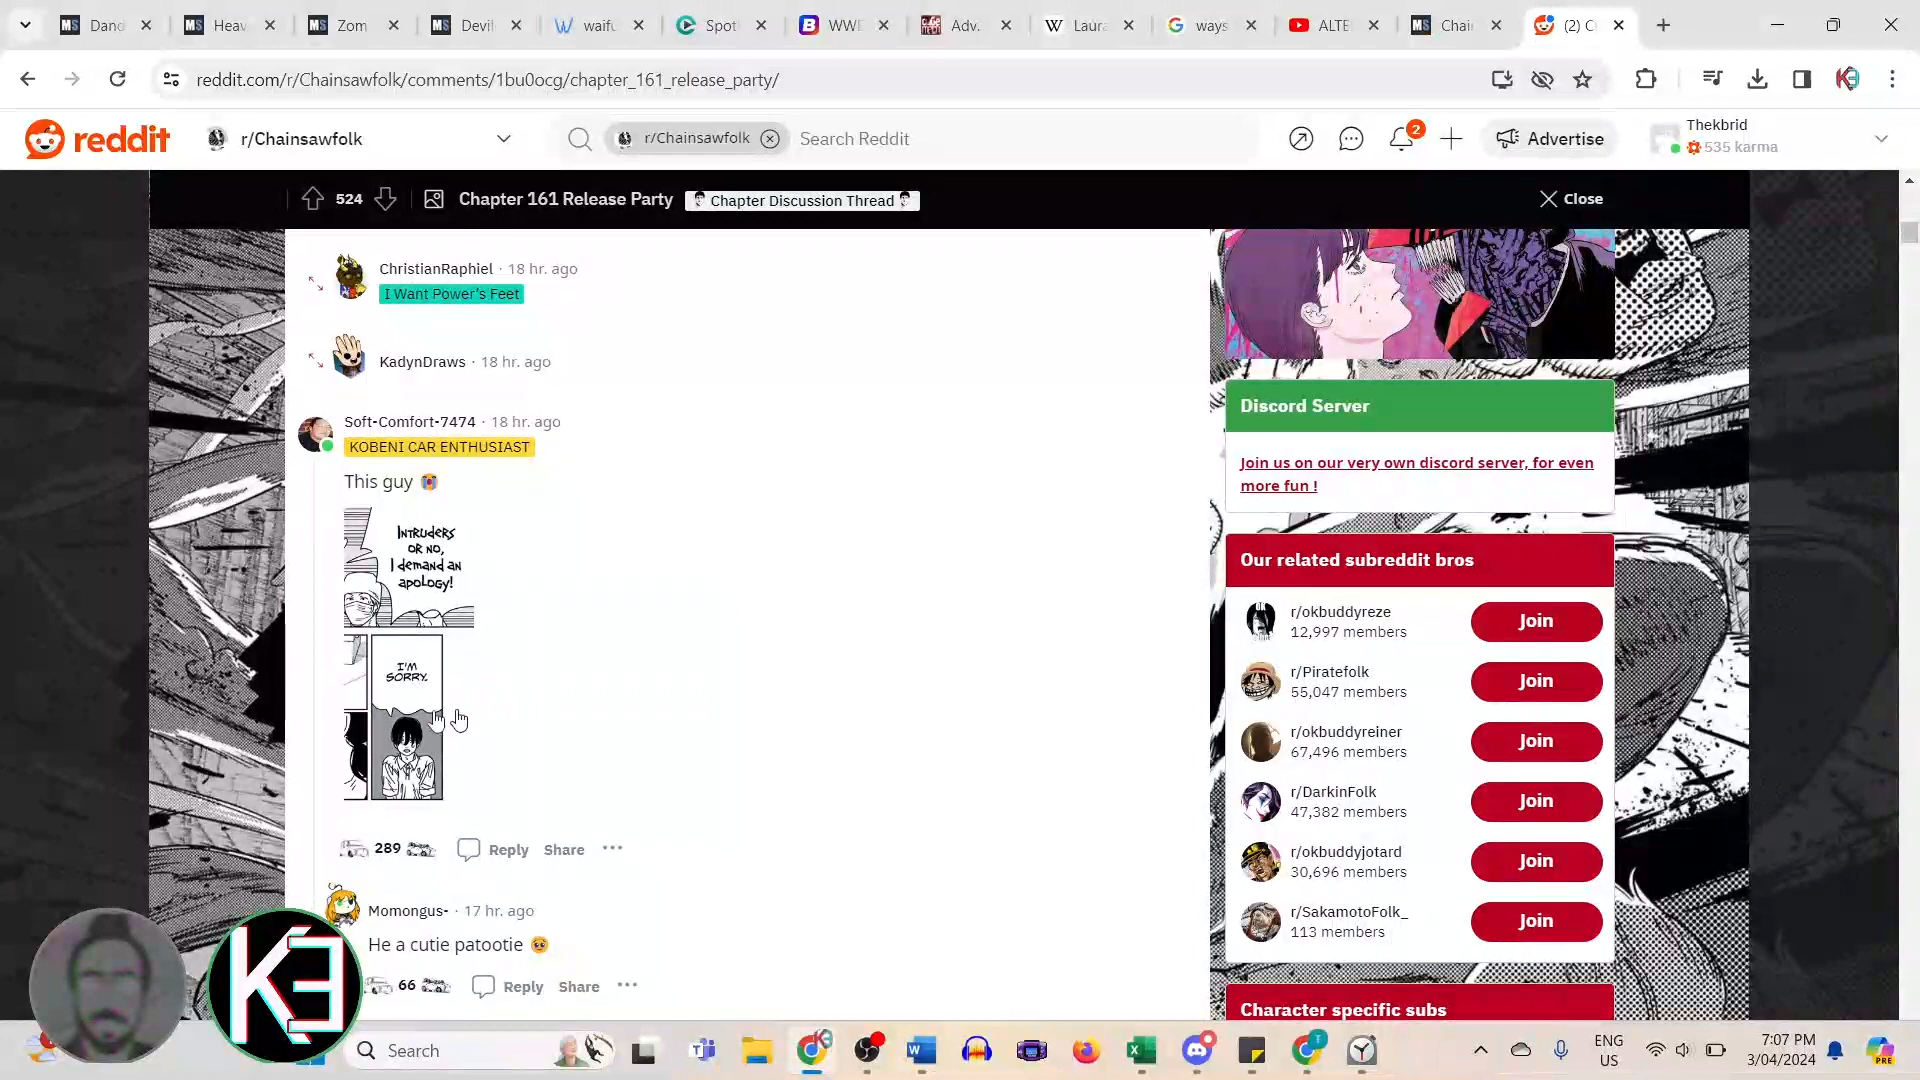 Dand
Heav
Zom
Devil
waifu
Spot
WWE
Adv.
Laura
ways
ALTE
Chai
(2) C
reddit.com/r/Chainsawfolk/comments/1bu0ocg/chapter_161_release_party/
reddit
r/Chainsawfolk
r/Chainsawfolk
Search Reddit
2
Advertise
Thekbrid
535 karma
524
Chapter 161 Release Party
Chapter Discussion Thread
Close
ChristianRaphiel · 18 hr. ago
I Want Power's Feet
KadynDraws · 18 hr. ago
Soft-Comfort-7474 · 18 hr. ago
KOBENI CAR ENTHUSIAST
This guy 😭
INTRUDERS
OR NO,
I DEMAND AN
APOLOGY!
I'M
SORRY.
289
Reply
Share
Momongus- · 17 hr. ago
He a cutie patootie 🥺
66
Reply
Share
Discord Server
Join us on our very own discord server, for even
more fun !
Our related subreddit bros
r/okbuddyreze
12,997 members
Join
r/Piratefolk
55,047 members
Join
r/okbuddyreiner
67,496 members
Join
r/DarkinFolk
47,382 members
Join
r/okbuddyjotard
30,696 members
Join
r/SakamotoFolk_
113 members
Join
Character specific subs
KE
Search
ENG
US
7:07 PM
3/04/2024
PRE